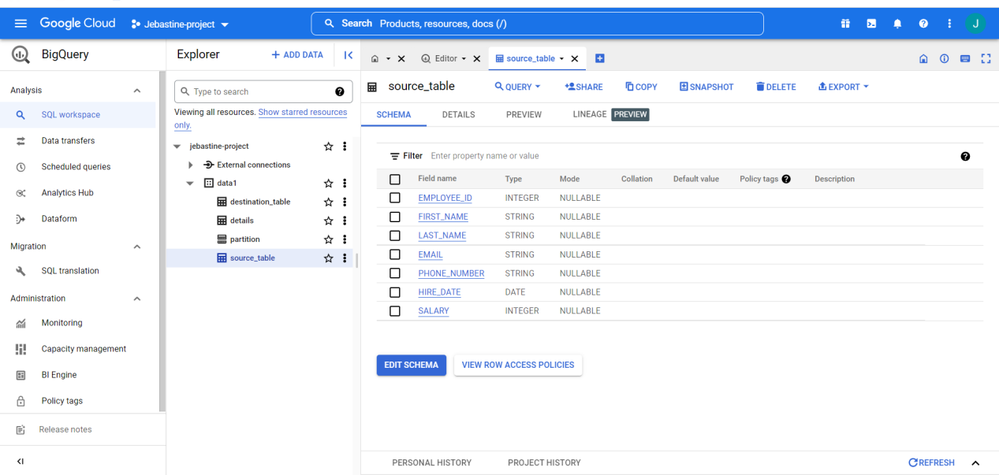 Google Cloud
Jebastine-project
Search Products, resources, docs (/)
J
BigQuery
Analysis
SQL workspace
Data transfers
Scheduled queries
Analytics Hub
Dataform
Migration
SQL translation
Administration
Monitoring
Capacity management
BI Engine
Policy tags
Release notes
Explorer
+ ADD DATA
Type to search
Viewing all resources. Show starred resources
only.
jebastine-project
External connections
data1
destination_table
details
partition
source_table
Editor
source_table
source_table
QUERY
SHARE
COPY
SNAPSHOT
DELETE
EXPORT
SCHEMA DETAILS PREVIEW LINEAGE PREVIEW
Filter Enter property name or value
Field name Type Mode Collation Default value Policy tags Description
EMPLOYEE_ID INTEGER NULLABLE
FIRST_NAME STRING NULLABLE
LAST_NAME STRING NULLABLE
EMAIL STRING NULLABLE
PHONE_NUMBER STRING NULLABLE
HIRE_DATE DATE NULLABLE
SALARY INTEGER NULLABLE
EDIT SCHEMA
VIEW ROW ACCESS POLICIES
PERSONAL HISTORY PROJECT HISTORY
REFRESH